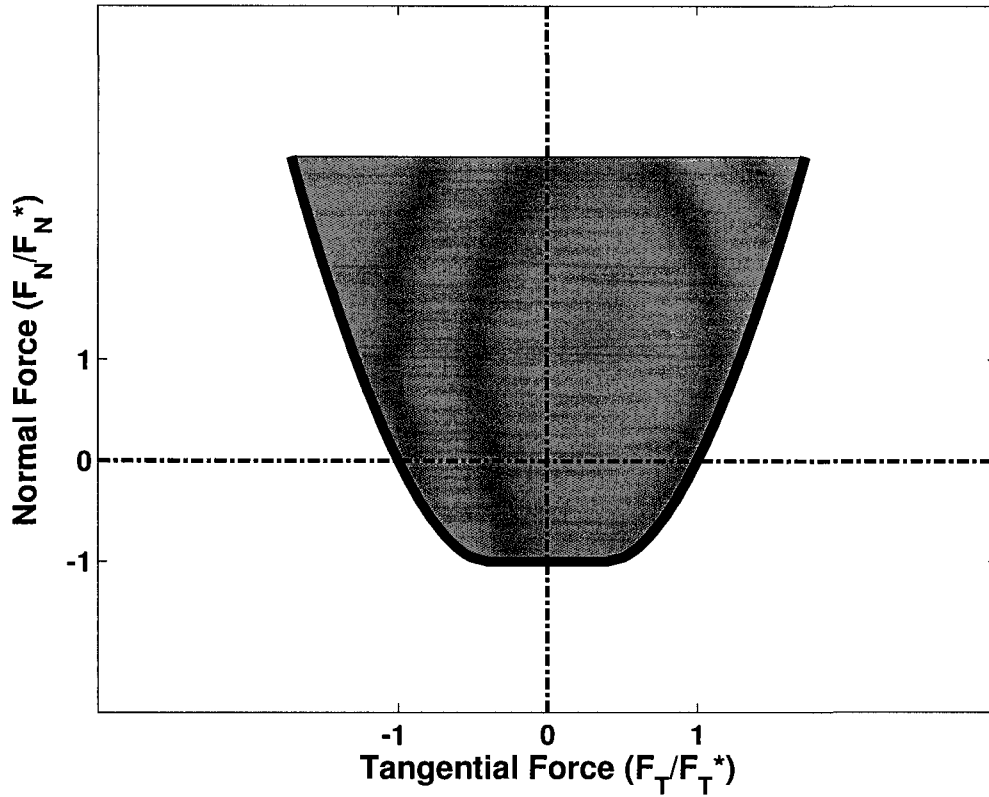 Normal Force (F_N/F_N*)
1
0
-1
-1 0 1
Tangential Force (F_T/F_T*)